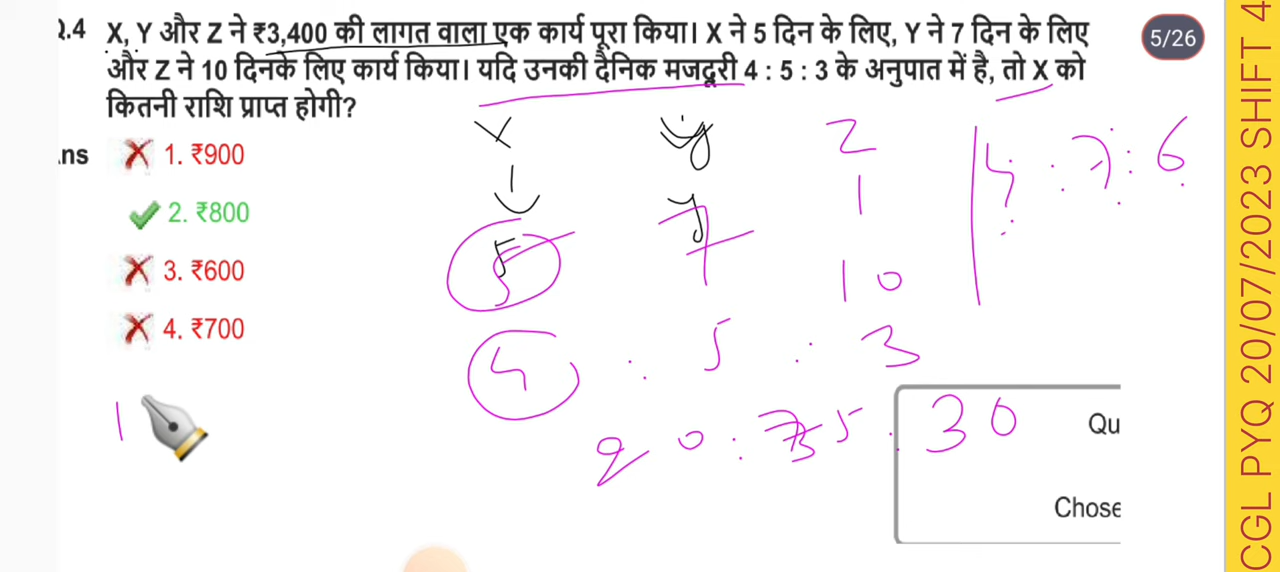 .4 X, Y और Z ने ₹3,400 की लागत वाला एक कार्य पूरा किया। X ने 5 दिन के लिए, Y ने 7 दिन के लिए
और Z ने 10 दिनके लिए कार्य किया। यदि उनकी दैनिक मजदूरी 4 : 5 : 3 के अनुपात में है, तो X को
कितनी राशि प्राप्त होगी?
ns 1. ₹900
2. ₹800
3. ₹600
4. ₹700
5/26
y
y
5 7 10
4 : 5 : 3
20 : 35 : 30
4 : 7 : 6
Qu
Chose
CGL PYQ 20/07/2023 SHIFT 4